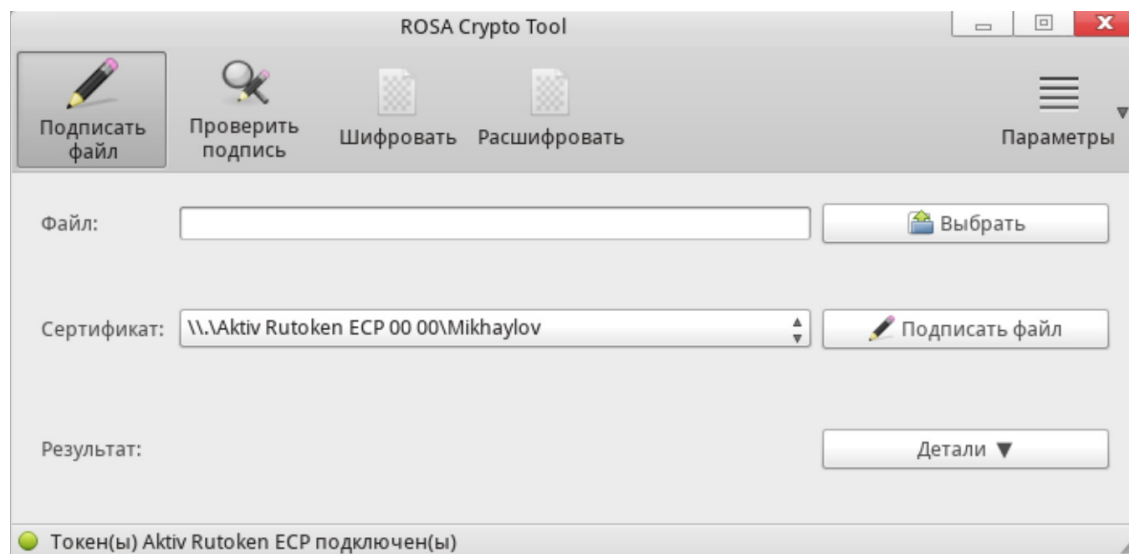 ROSA Crypto Tool
Подписать
файл
Проверить
подпись
Шифровать
Расшифровать
Параметры
Файл:
Выбрать
Сертификат:
\\.\Aktiv Rutoken ECP 00 00\Mikhaylov
Подписать файл
Результат:
Детали ▼
Токен(ы) Aktiv Rutoken ECP подключен(ы)